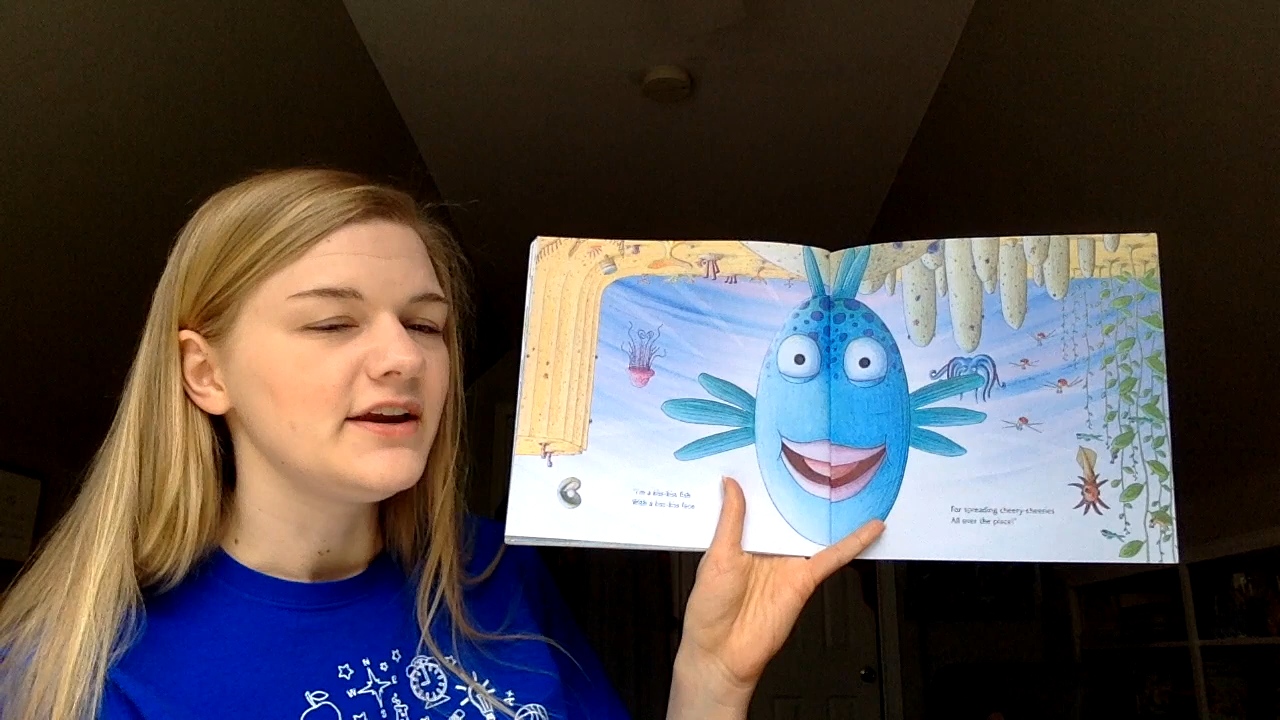 "I'm a kiss-kiss fish
With a kiss-kiss face
For spreading cheery-cheeries
All over the place!"
N
W
E